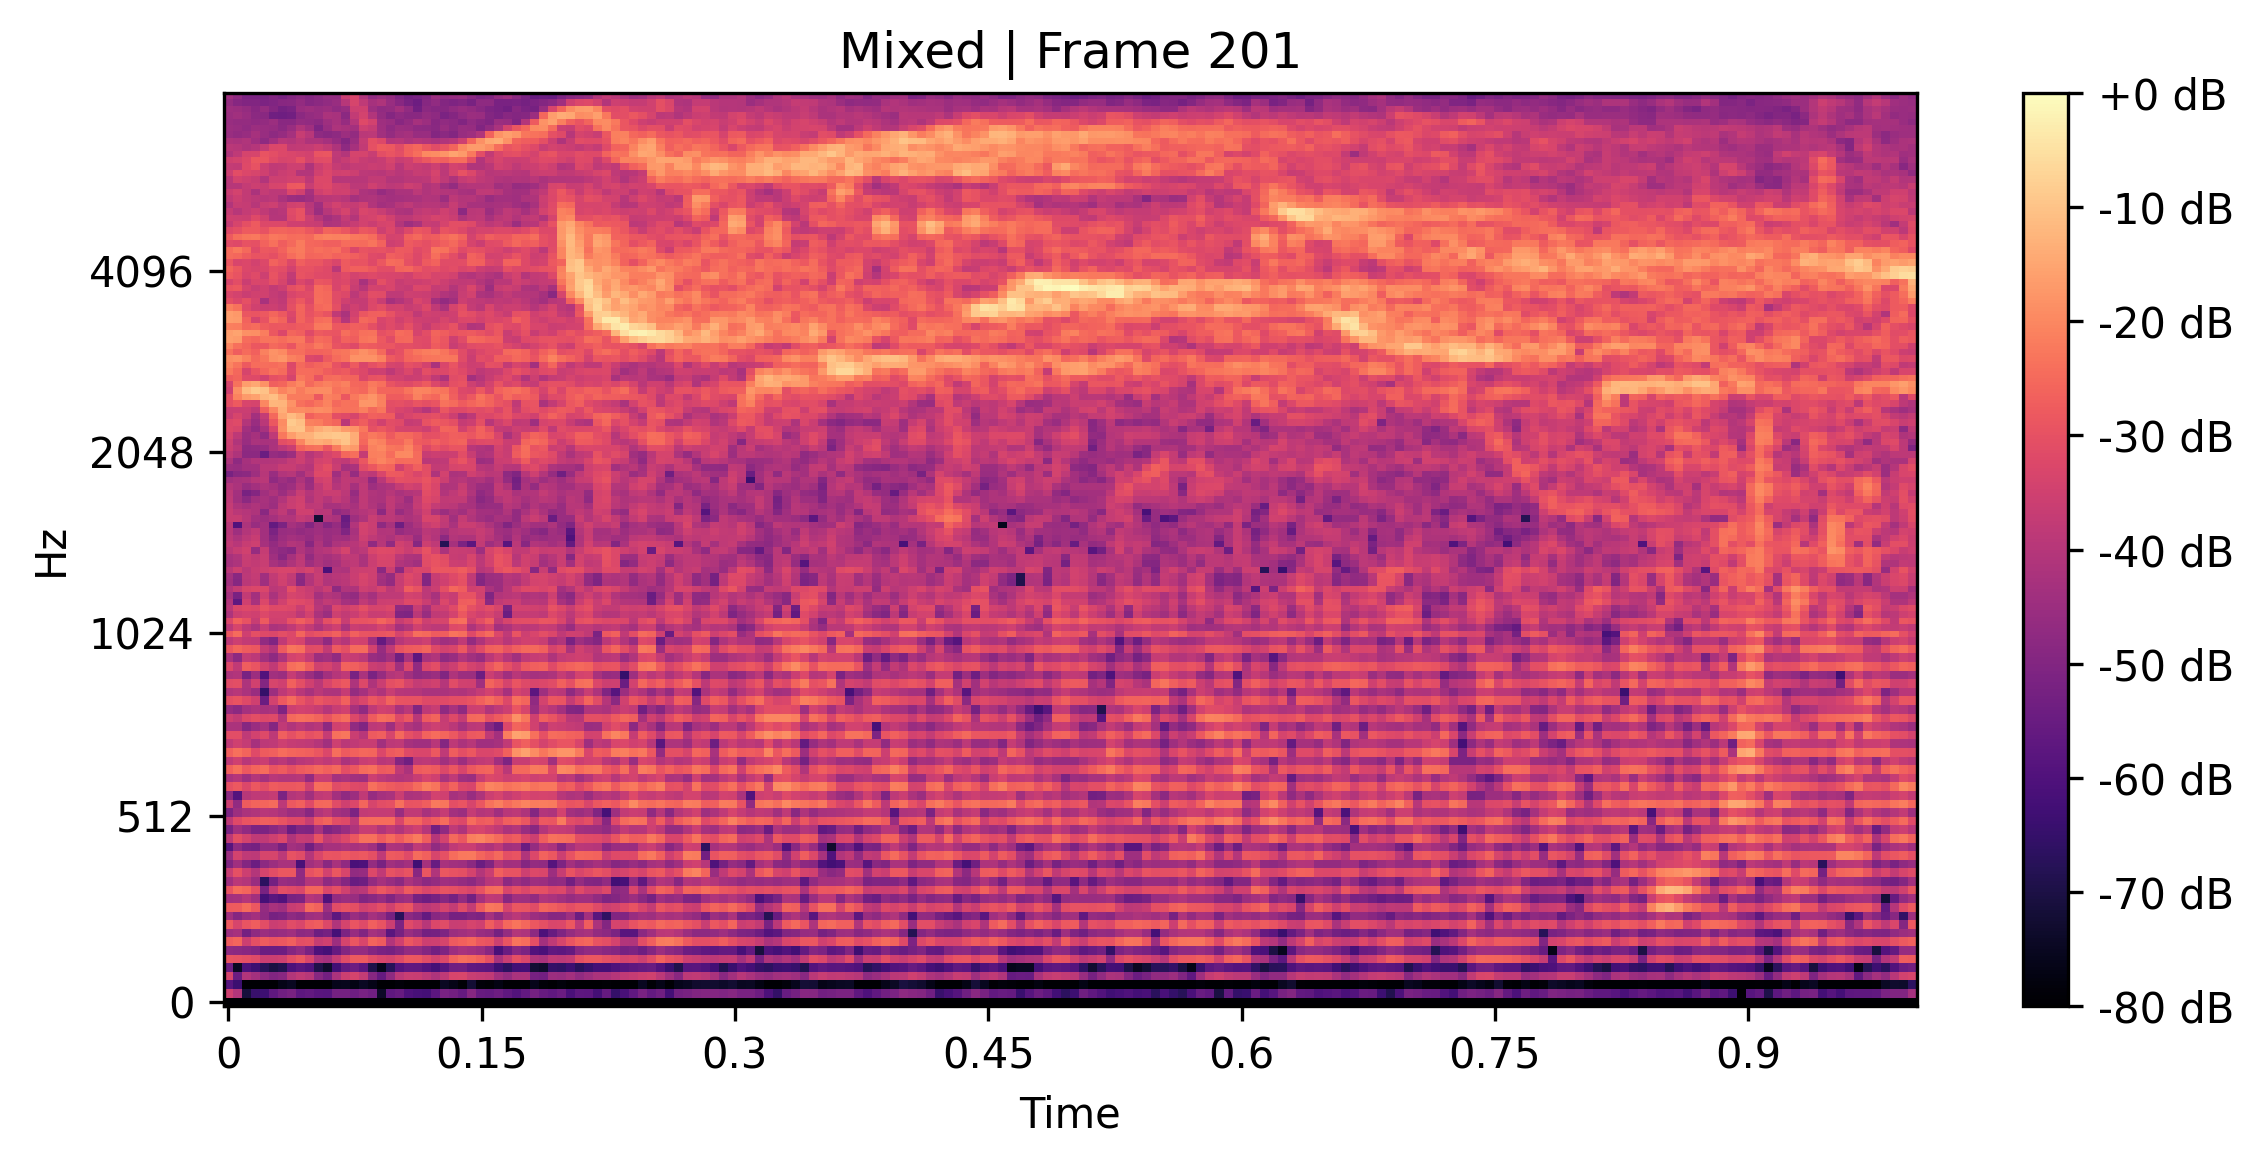 Mixed | Frame 201
Hz
4096
2048
1024
512
0
0 0.15 0.3 0.45 0.6 0.75 0.9
Time
+0 dB
-10 dB
-20 dB
-30 dB
-40 dB
-50 dB
-60 dB
-70 dB
-80 dB